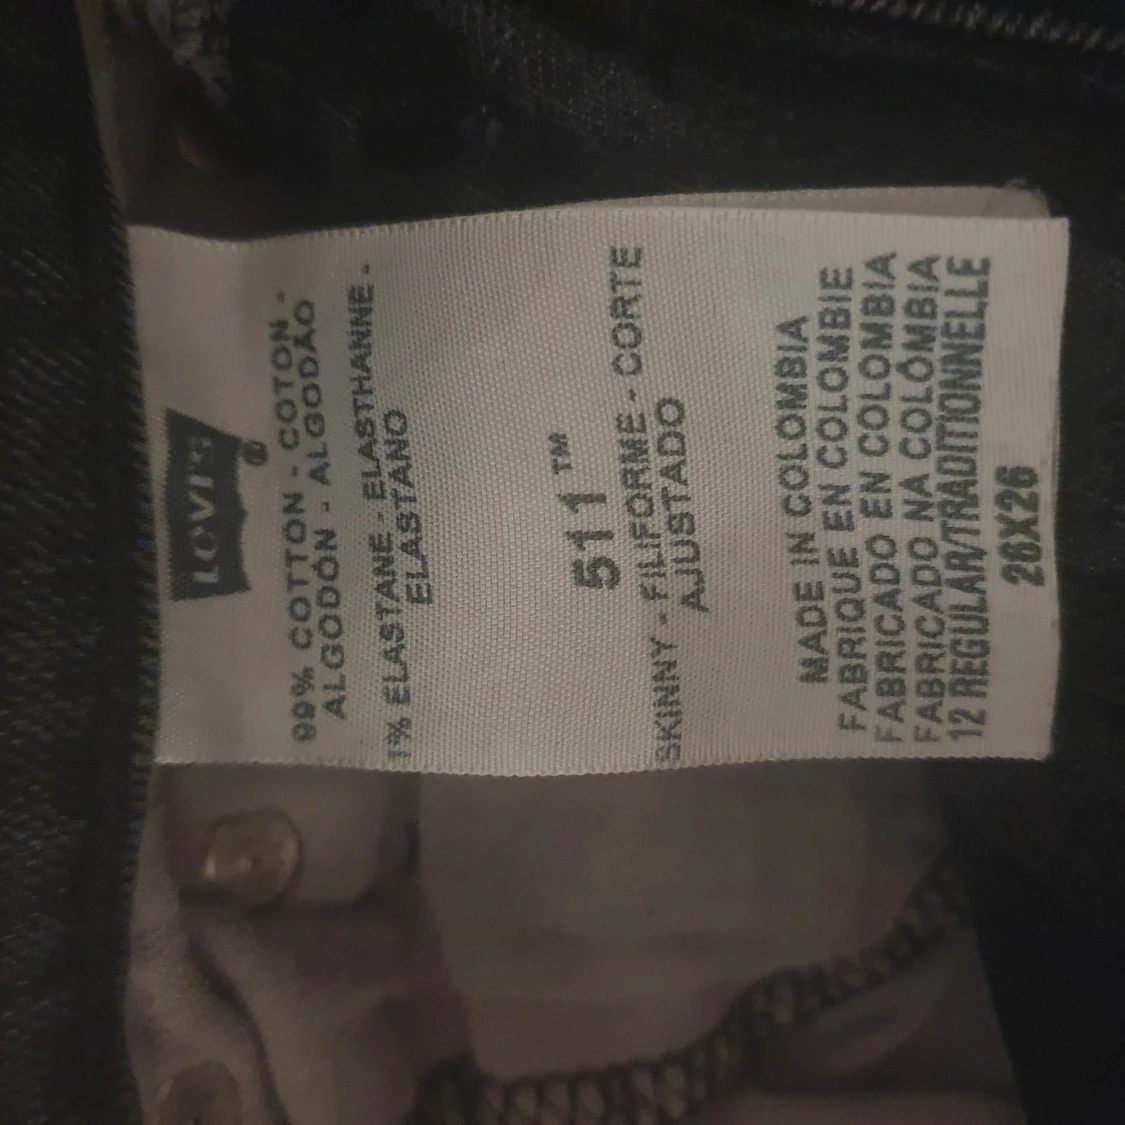 LOVI'S
®
99% COTTON - COTON -
ALGODÓN - ALGODÃO
1% ELASTANE - ELASTHANNE -
ELASTANO
511™
SKINNY - FILIFORME - CORTE
AJUSTADO
MADE IN COLOMBIA
FABRIQUE EN COLOMBIE
FABRICADO EN COLOMBIA
FABRICADO NA COLÔMBIA
12 REGULAR/TRADITIONNELLE
26X26